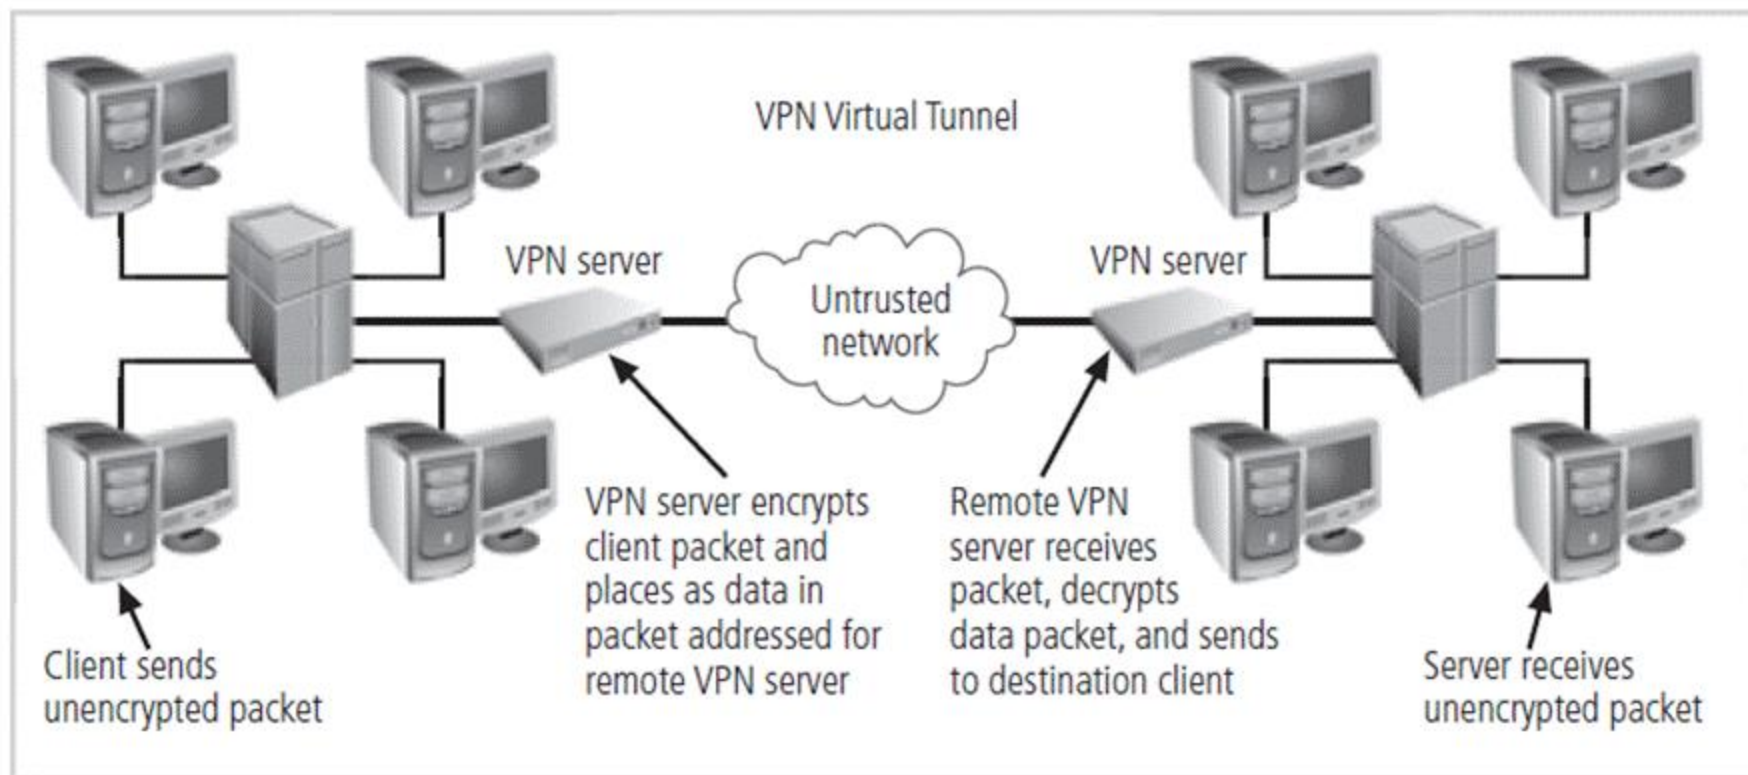 VPN Virtual Tunnel
VPN server
Untrusted
network
VPN server
VPN server encrypts
client packet and
places as data in
packet addressed for
remote VPN server
Remote VPN
server receives
packet, decrypts
data packet, and sends
to destination client
Client sends
unencrypted packet
Server receives
unencrypted packet